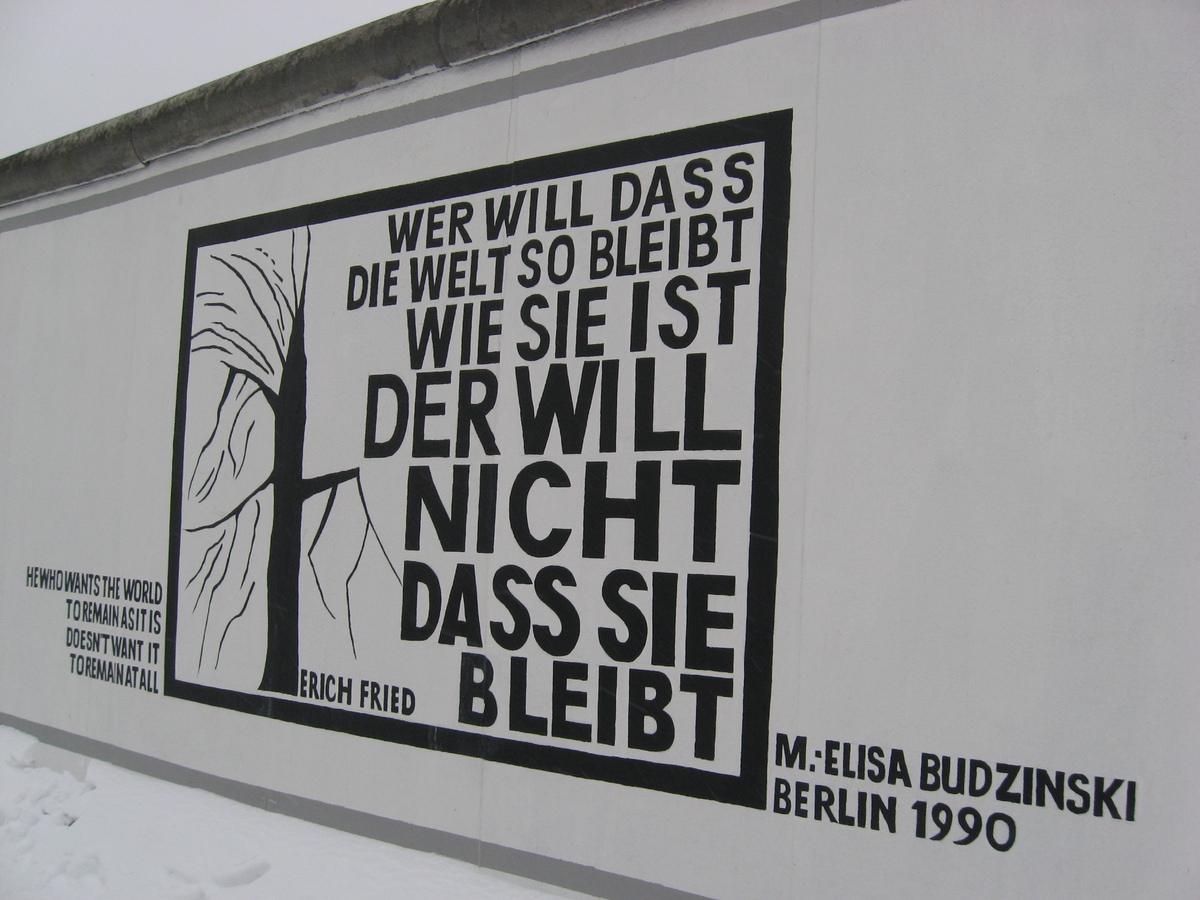 WER WILL DASS
DIE WELT SO BLEIBT
WIE SIE IST
DER WILL
NICHT
DASS SIE
BLEIBT
ERICH FRIED
HE WHO WANTS THE WORLD
TO REMAIN AS IT IS
DOESN'T WANT IT
TO REMAIN AT ALL
M.-ELISA BUDZINSKI
BERLIN 1990